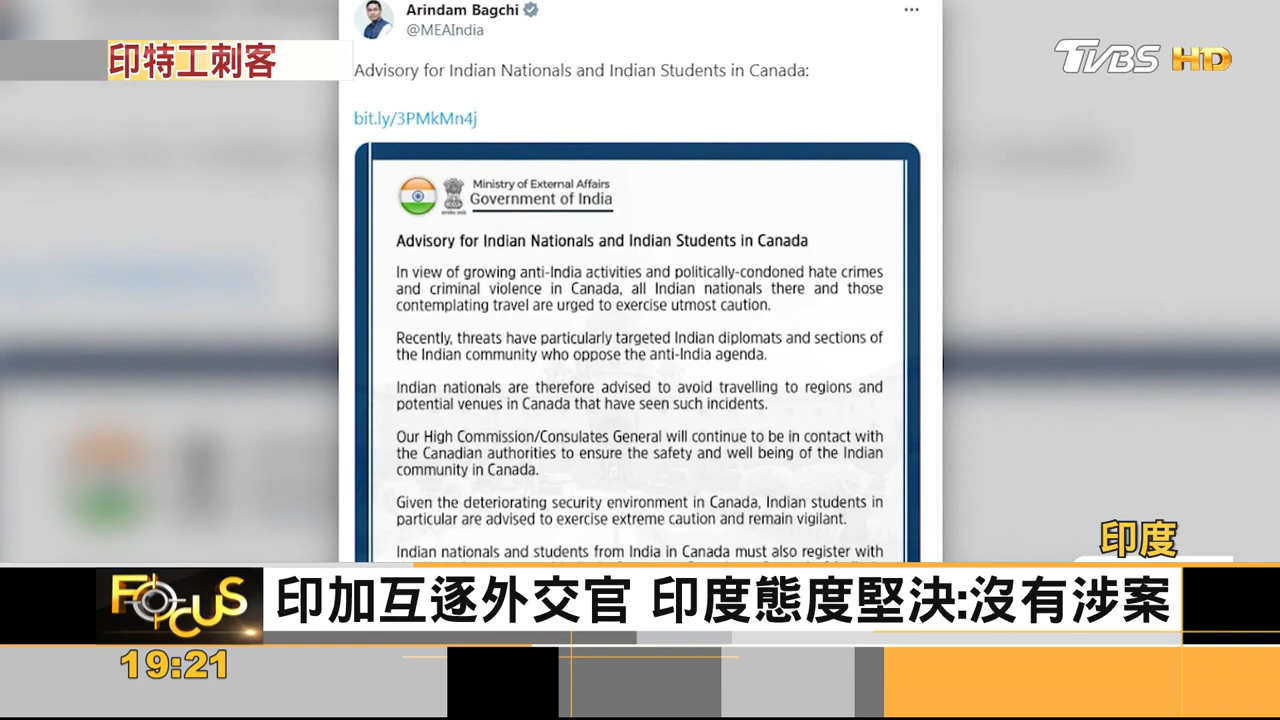 Arindam Bagchi
@MEAIndia
印特工刺客
TVBS HD
Advisory for Indian Nationals and Indian Students in Canada:
bit.ly/3PMkMn4j
Ministry of External Affairs
Government of India
Advisory for Indian Nationals and Indian Students in Canada
In view of growing anti-India activities and politically-condoned hate crimes
and criminal violence in Canada, all Indian nationals there and those
contemplating travel are urged to exercise utmost caution.
Recently, threats have particularly targeted Indian diplomats and sections of
the Indian community who oppose the anti-India agenda.
Indian nationals are therefore advised to avoid travelling to regions and
potential venues in Canada that have seen such incidents.
Our High Commission/Consulates General will continue to be in contact with
the Canadian authorities to ensure the safety and well being of the Indian
community in Canada.
Given the deteriorating security environment in Canada, Indian students in
particular are advised to exercise extreme caution and remain vigilant.
Indian nationals and students from India in Canada must also register with
印度
FOCUS
印加互逐外交官 印度態度堅決:沒有涉案
19:21